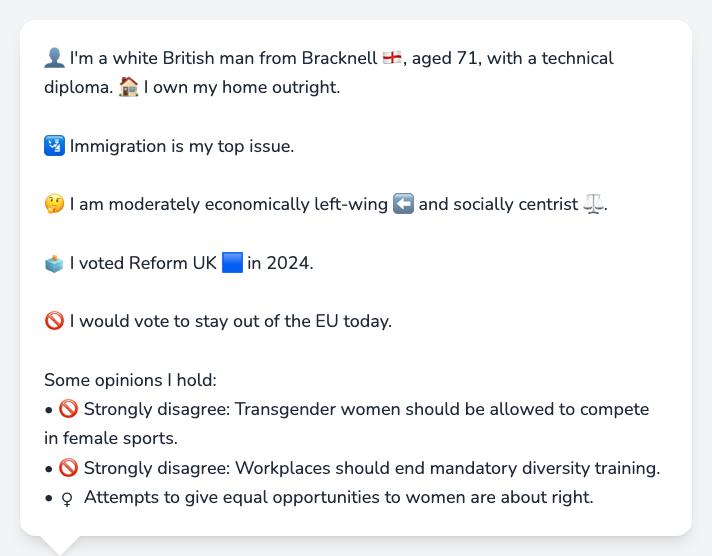 👤 I'm a white British man from Bracknell 🏴󠁧󠁢󠁥󠁮󠁧󠁿, aged 71, with a technical
diploma. 🏠 I own my home outright.
🛂 Immigration is my top issue.
🤔 I am moderately economically left-wing ⬅️ and socially centrist ⚖️.
🗳️ I voted Reform UK 🟦 in 2024.
🚫 I would vote to stay out of the EU today.
Some opinions I hold:
• 🚫 Strongly disagree: Transgender women should be allowed to compete
in female sports.
• 🚫 Strongly disagree: Workplaces should end mandatory diversity training.
• ♀ Attempts to give equal opportunities to women are about right.